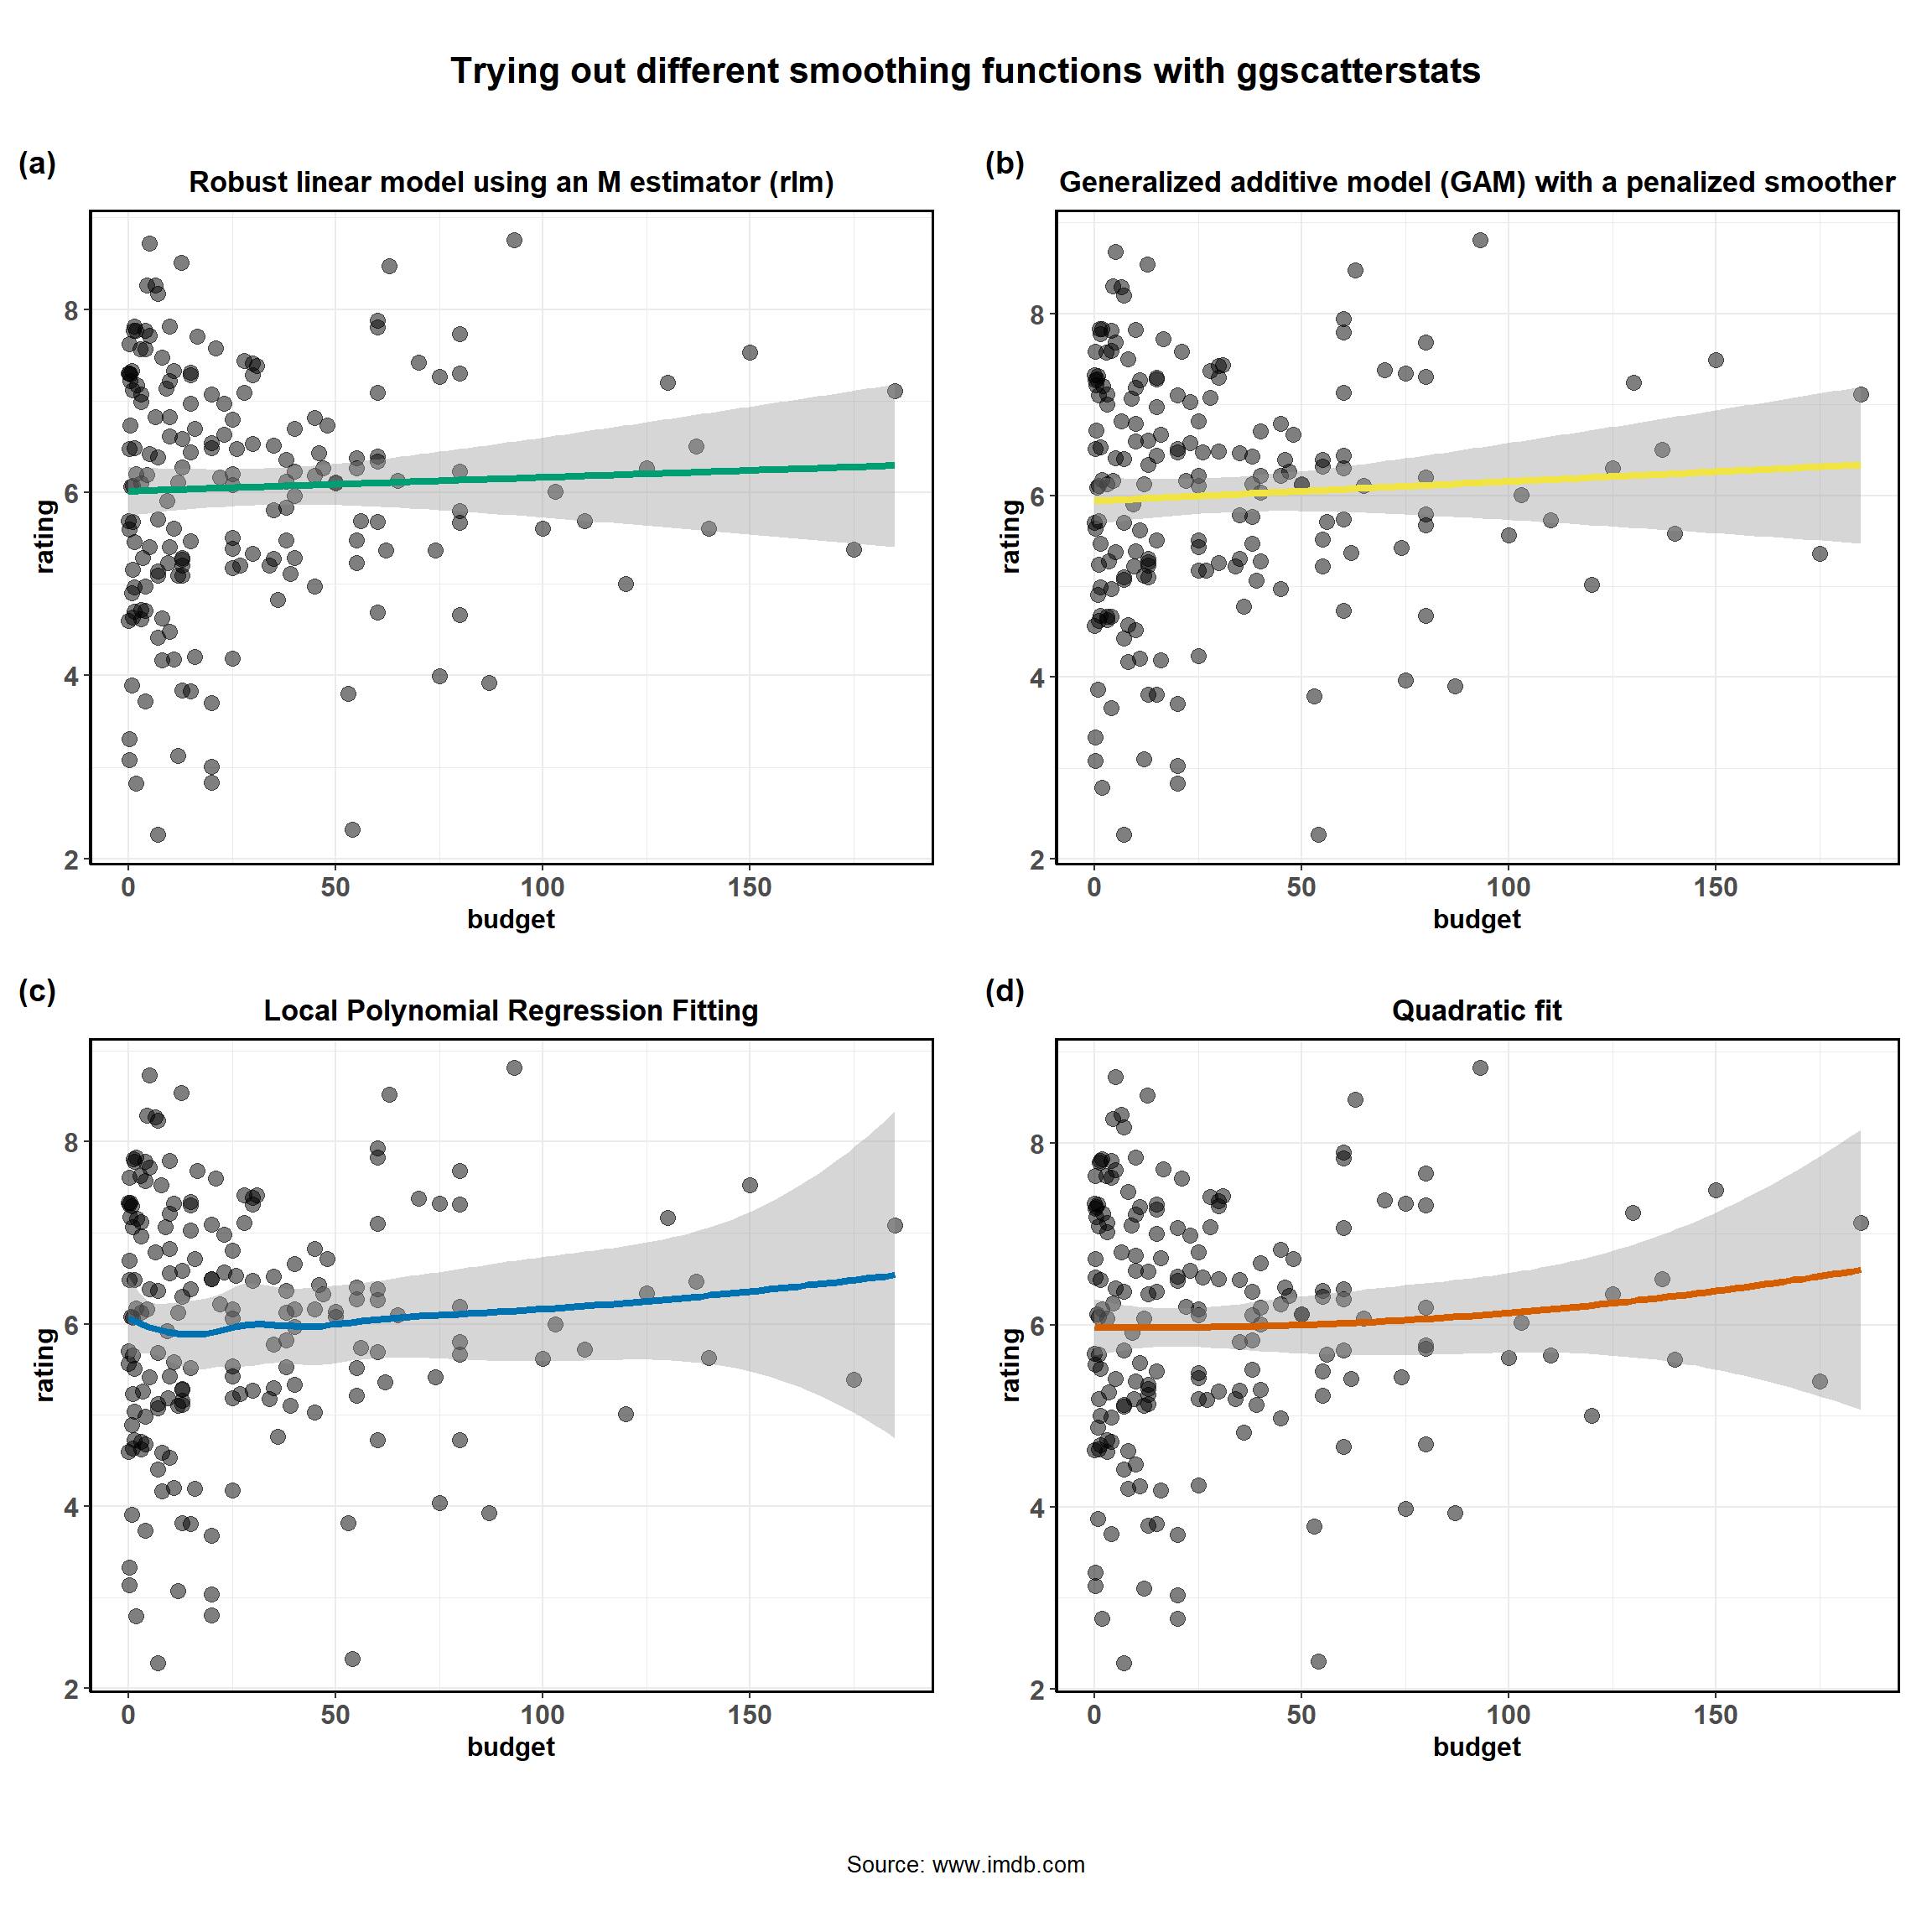 Trying out different smoothing functions with ggscatterstats
(a)
Robust linear model using an M estimator (rlm)
8
6
4
2
rating
0 50 100 150
budget
(b)
Generalized additive model (GAM) with a penalized smoother
8
6
4
2
rating
0 50 100 150
budget
(c)
Local Polynomial Regression Fitting
8
6
4
2
rating
0 50 100 150
budget
(d)
Quadratic fit
8
6
4
2
rating
0 50 100 150
budget
Source: www.imdb.com